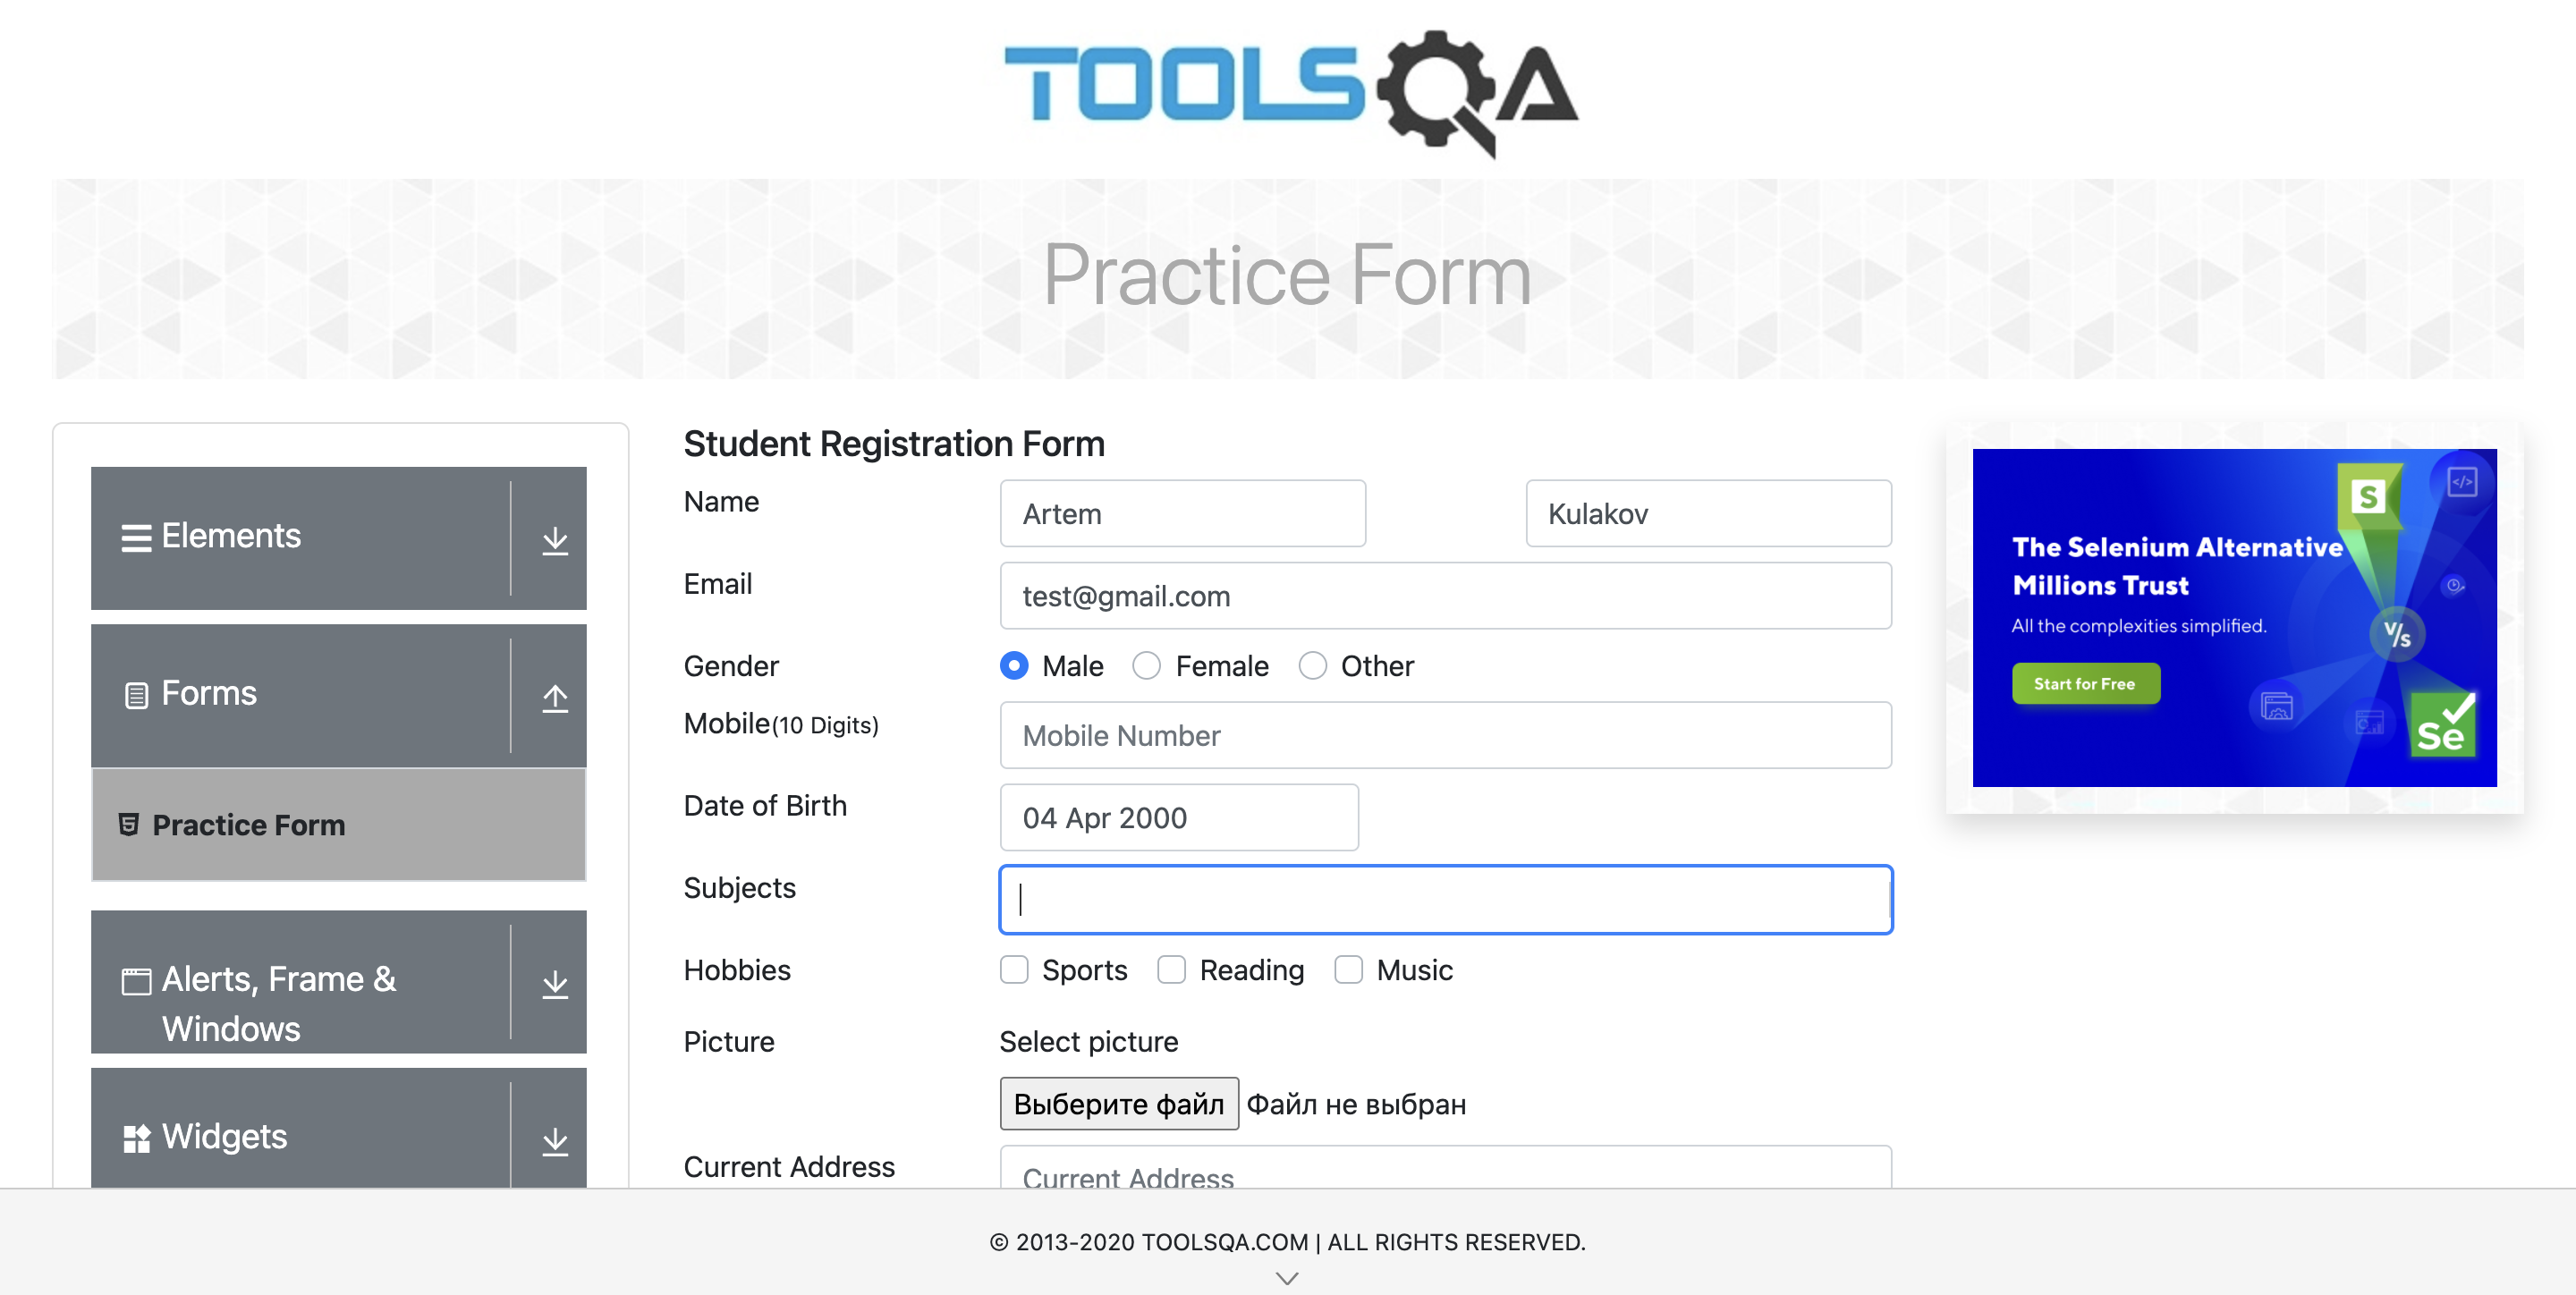 TOOLSQA
Practice Form
Elements
Forms
Practice Form
Alerts, Frame &
Windows
Widgets
Student Registration Form
Name
Artem
Kulakov
Email
test@gmail.com
Gender
Male
Female
Other
Mobile(10 Digits)
Mobile Number
Date of Birth
04 Apr 2000
Subjects
Hobbies
Sports
Reading
Music
Picture
Select picture
Выберите файл Файл не выбран
Current Address
Current Address
The Selenium Alternative
Millions Trust
All the complexities simplified.
Start for Free
S
</>
V/s
Se
© 2013-2020 TOOLSQA.COM | ALL RIGHTS RESERVED.